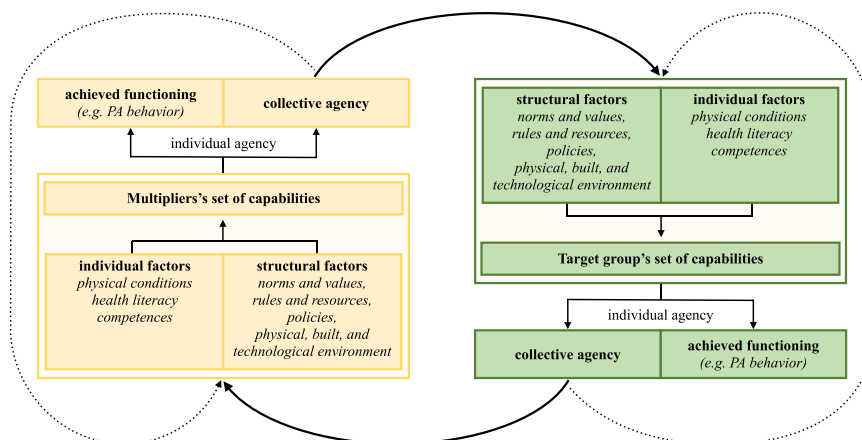 achieved functioning
(e.g. PA behavior)
collective agency
individual agency
Multipliers's set of capabilities
individual factors
physical conditions
health literacy
competences
structural factors
norms and values,
rules and resources,
policies,
physical, built, and
technological environment
structural factors
norms and values,
rules and resources,
policies,
physical, built, and
technological environment
individual factors
physical conditions
health literacy
competences
Target group's set of capabilities
individual agency
collective agency
achieved functioning
(e.g. PA behavior)